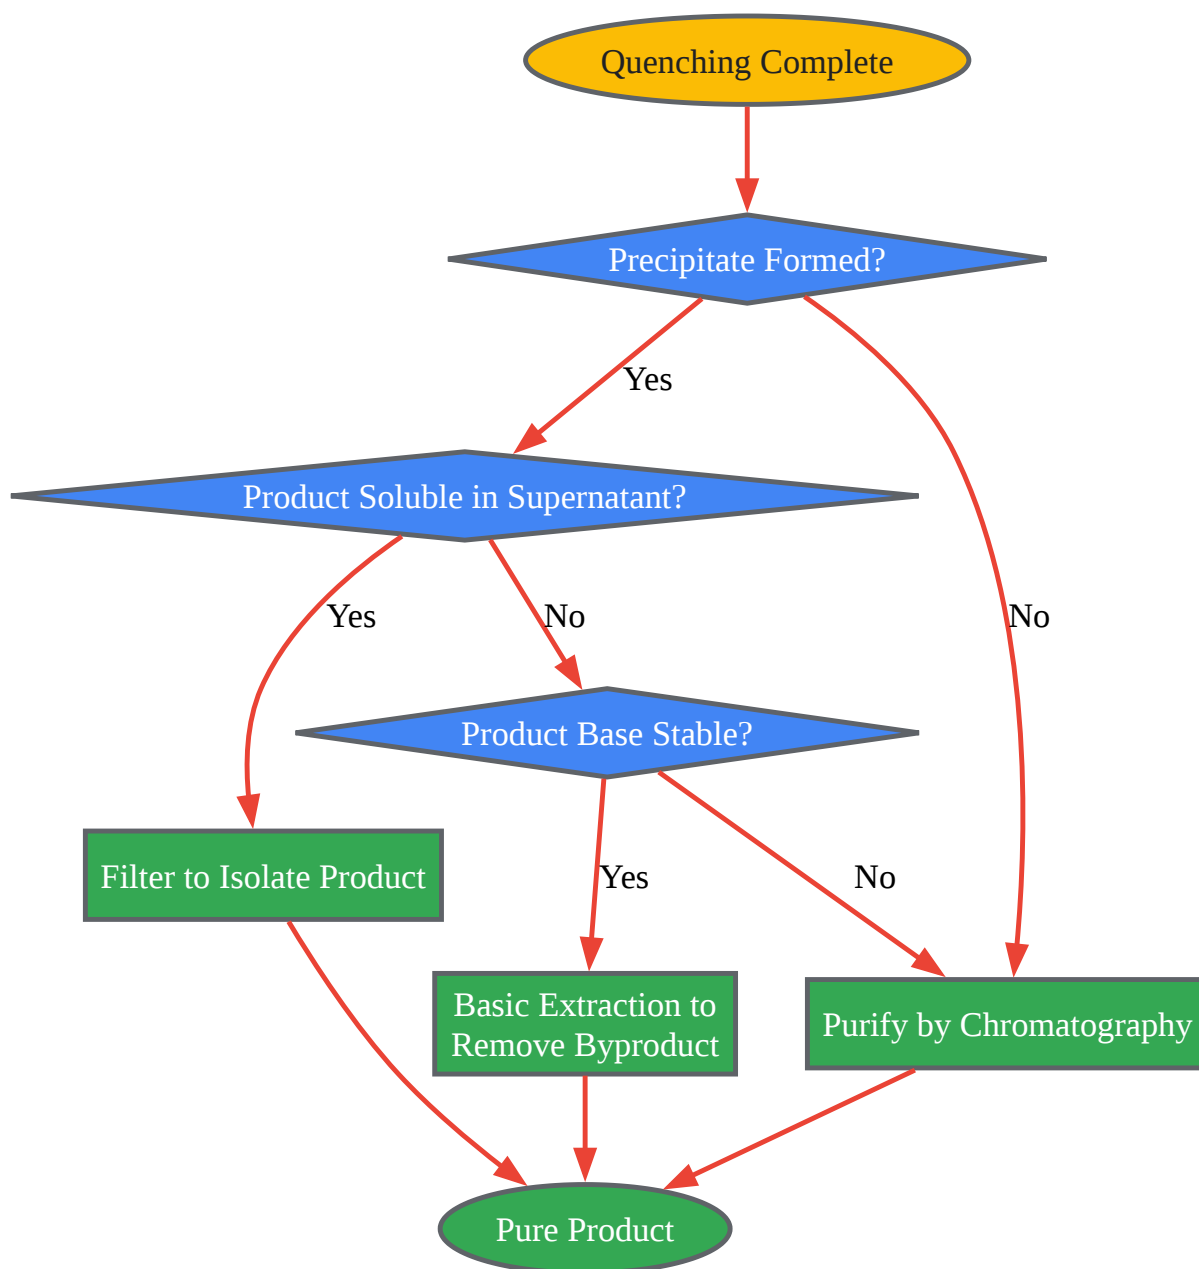 Quenching Complete
Precipitate Formed?
Yes
Product Soluble in Supernatant?
Yes
No
No
Product Base Stable?
Filter to Isolate Product
Yes
No
Basic Extraction to
Remove Byproduct
Purify by Chromatography
Pure Product